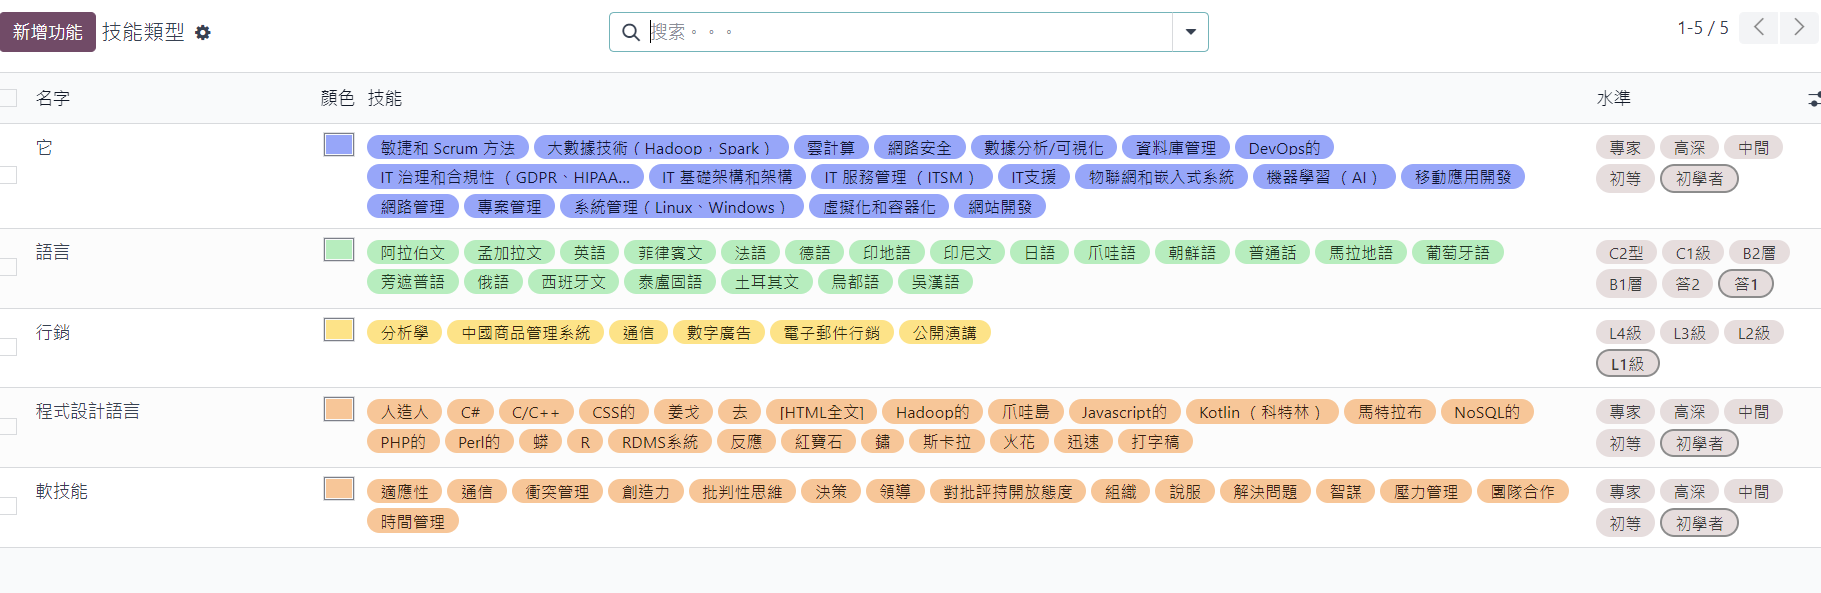 新增功能 技能類型 搜索。。。 1-5 / 5
名字 顏色 技能 水準
它 敏捷和 Scrum 方法 大數據技術（Hadoop，Spark） 雲計算 網路安全 數據分析/可視化 資料庫管理 DevOps的 專家 高深 中間
IT 治理和合規性（GDPR、HIPAA... IT 基礎架構和架構 IT 服務管理（ITSM） IT支援 物聯網和嵌入式系統 機器學習（AI） 移動應用開發 初等 初學者
網路管理 專案管理 系統管理（Linux、Windows） 虛擬化和容器化 網站開發
語言 阿拉伯文 孟加拉文 英語 菲律賓文 法語 德語 印地語 印尼文 日語 爪哇語 朝鮮語 普通話 馬拉地語 葡萄牙語 C2型 C1級 B2層
旁遮普語 俄語 西班牙文 泰盧固語 土耳其文 烏都語 吳漢語 B1層 答2 答1
行銷 分析學 中國商品管理系統 通信 數字廣告 電子郵件行銷 公開演講 L4級 L3級 L2級
L1級
程式設計語言 人造人 C# C/C++ CSS的 姜戈 去 [HTML全文] Hadoop的 爪哇島 Javascript的 Kotlin（科特林） 馬特拉布 NoSQL的 專家 高深 中間
PHP的 Perl的 蟒 R RDMS系統 反應 紅寶石 鏽 斯卡拉 火花 迅速 打字稿 初等 初學者
軟技能 適應性 通信 衝突管理 創造力 批判性思維 決策 領導 對批評持開放態度 組織 說服 解決問題 智謀 壓力管理 團隊合作 專家 高深 中間
時間管理 初等 初學者